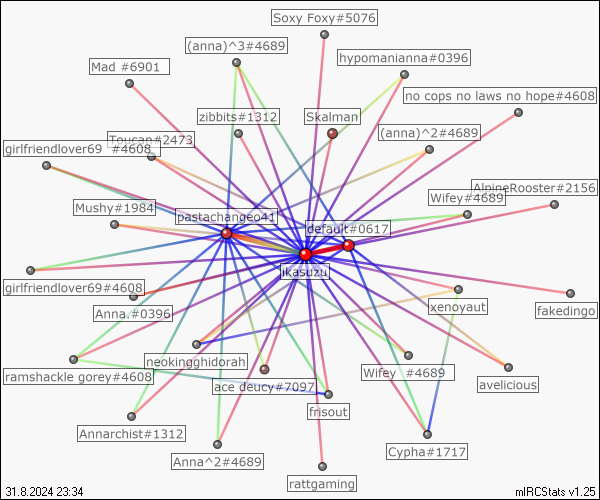 Soxy Foxy#5076
(anna)^3#4689
hypomanianna#0396
Mad #6901
no cops no laws no hope#4608
zibbits#1312
Skalman
(anna)^2#4689
Toucan#2473
girlfriendlover69 #4608
AlpineRooster#2156
Wifey#4689
Mushy#1984
pastachangeo41
default#0617
jkasuzu
girlfriendlover69#4608
Anna.#0396
xenoyaut
fakedingo
neokingghidorah
ramshackle gorey#4608
ace deucy#7097
Wifey #4689
avelicious
frisout
Annarchist#1312
Cypha#1717
Anna^2#4689
rattgaming
31.8.2024 23:34
mIRCStats v1.25